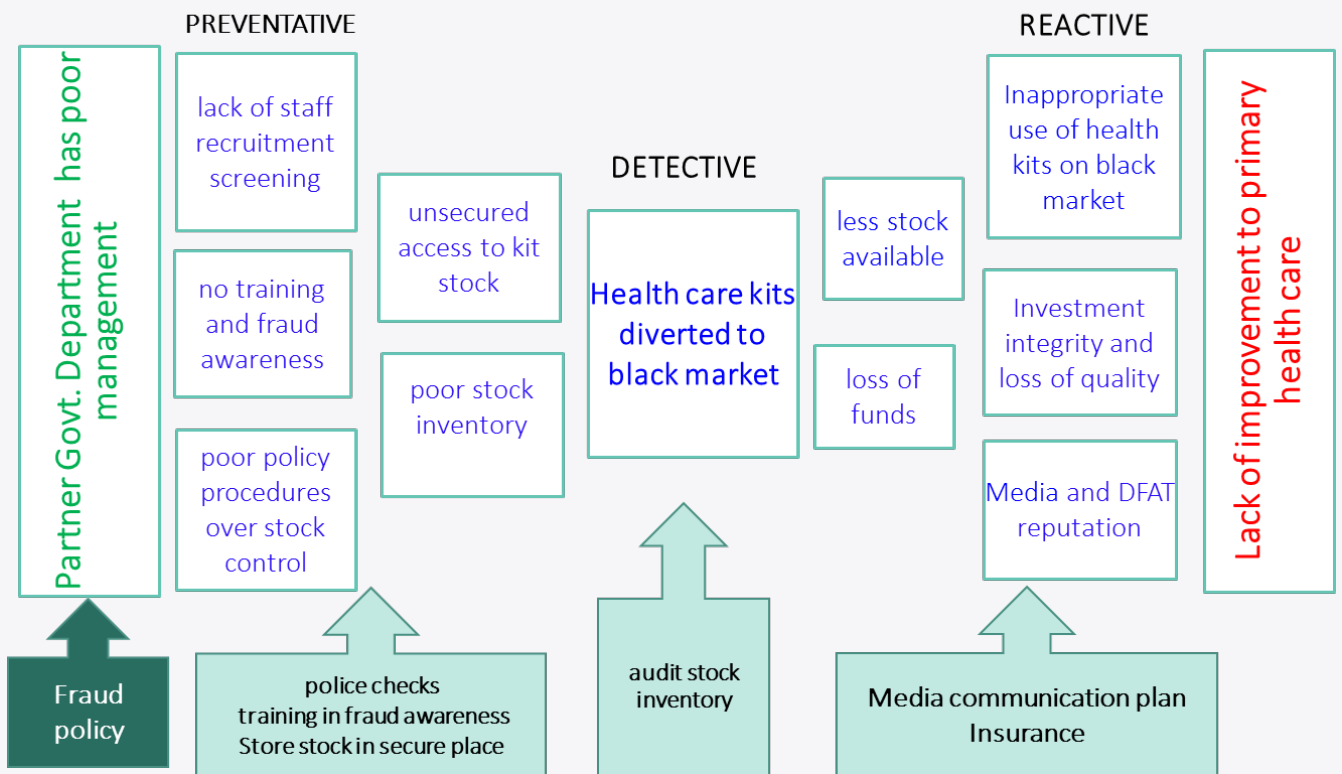 PREVENTATIVE
REACTIVE
DETECTIVE
Partner Govt. Department has poor
management
lack of staff
recruitment
screening
no training
and fraud
awareness
poor policy
procedures
over stock
control
unsecured
access to kit
stock
poor stock
inventory
Health care kits
diverted to
black market
less stock
available
loss of
funds
Inappropriate
use of health
kits on black
market
Investment
integrity and
loss of quality
Media and DFAT
reputation
Lack of improvement to primary
health care
Fraud
policy
police checks
training in fraud awareness
Store stock in secure place
audit stock
inventory
Media communication plan
Insurance